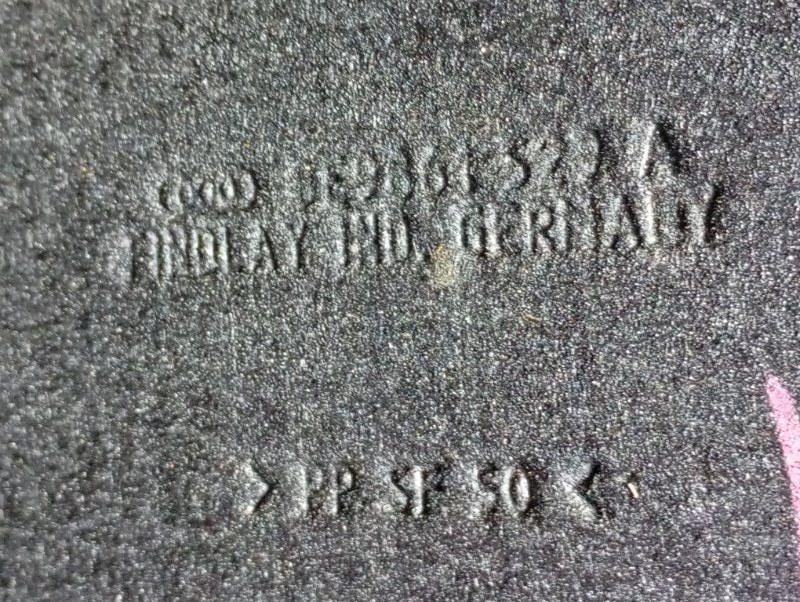 A
FINDLAY IND. GERMANY
> PP SF 50 <